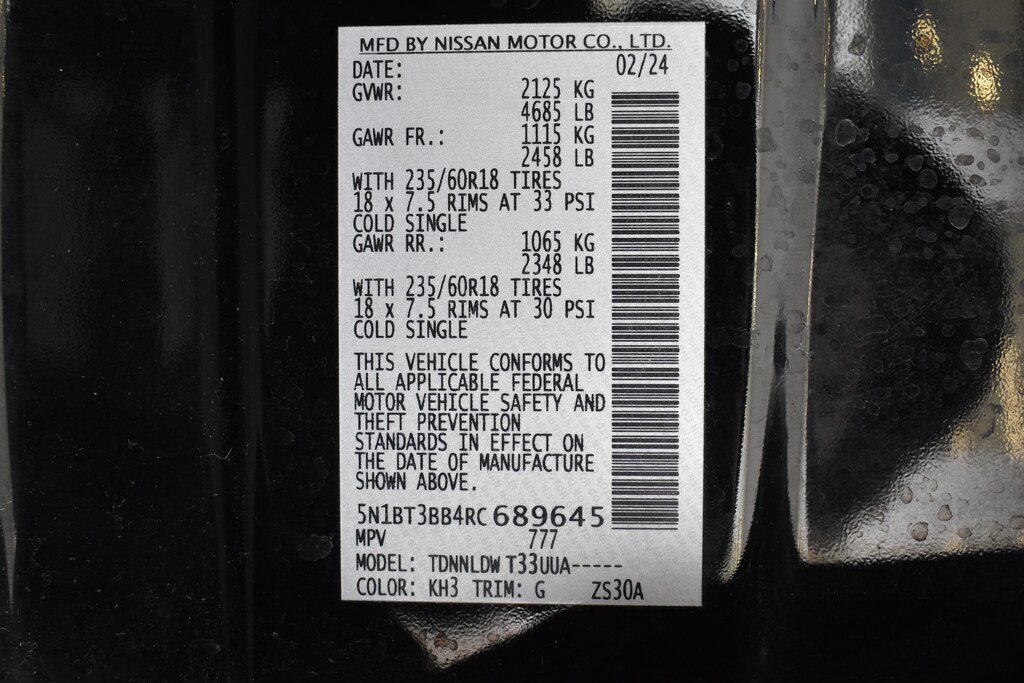 MFD BY NISSAN MOTOR CO., LTD.
DATE: 02/24
GVWR: 2125 KG
4685 LB
GAWR FR.: 1115 KG
2458 LB
WITH 235/60R18 TIRES
18 x 7.5 RIMS AT 33 PSI
COLD SINGLE
GAWR RR.: 1065 KG
2348 LB
WITH 235/60R18 TIRES
18 x 7.5 RIMS AT 30 PSI
COLD SINGLE
THIS VEHICLE CONFORMS TO
ALL APPLICABLE FEDERAL
MOTOR VEHICLE SAFETY AND
THEFT PREVENTION
STANDARDS IN EFFECT ON
THE DATE OF MANUFACTURE
SHOWN ABOVE.
5N1BT3BB4RC689645
MPV 777
MODEL: TDNNLDW T33UUA-----
COLOR: KH3 TRIM: G ZS30A